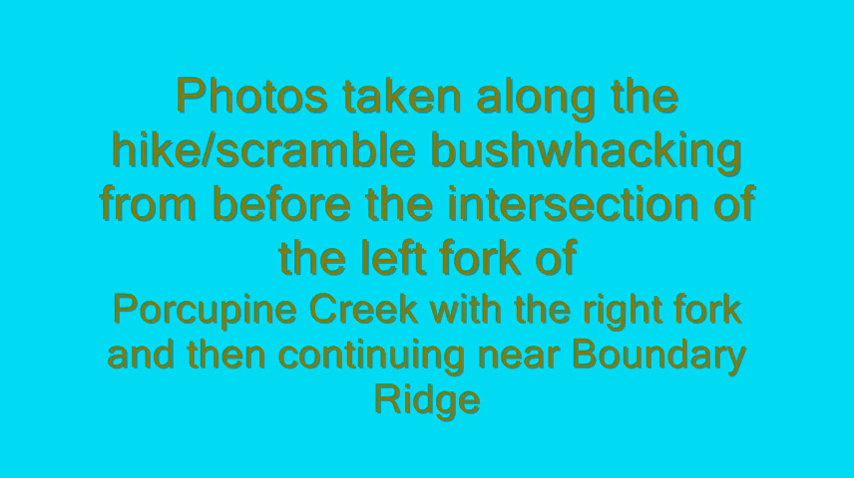 Photos taken along the
hike/scramble bushwhacking
from before the intersection of
the left fork of
Porcupine Creek with the right fork
and then continuing near Boundary
Ridge